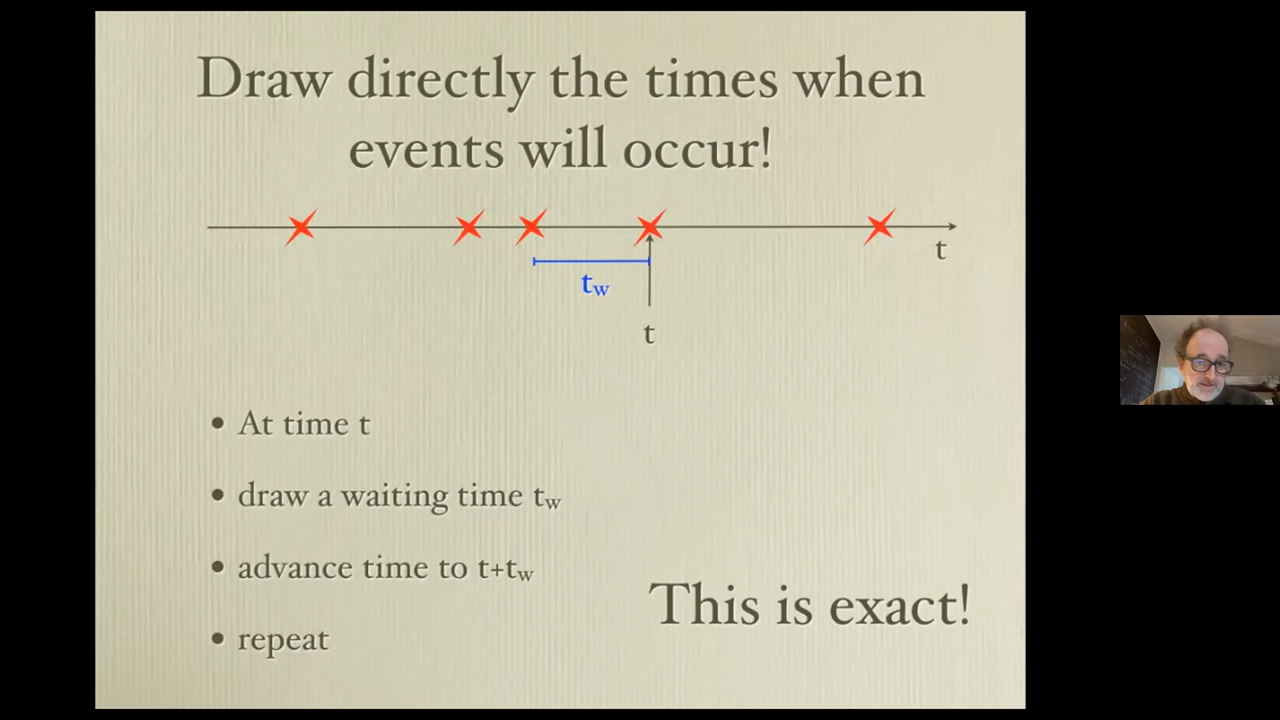 Draw directly the times when
events will occur!
t
tw
t
• At time t
• draw a waiting time tw
• advance time to t+tw
• repeat
This is exact!